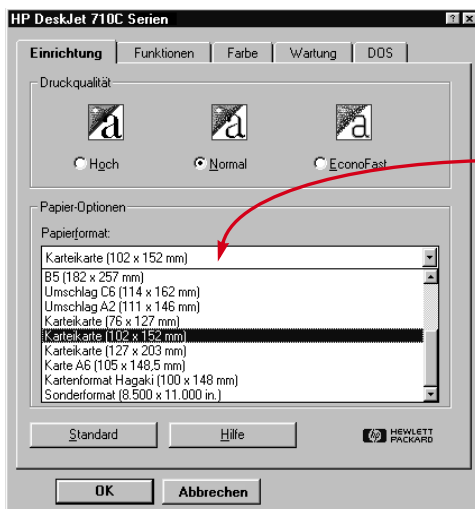 HP DeskJet 710C Serien
Einrichtung Funktionen Farbe Wartung DOS
Druckqualität
Hoch Normal EconoFast
Papier-Optionen
Papierformat:
Karteikarte (102 x 152 mm)
B5 (182 x 257 mm)
Umschlag C6 (114 x 162 mm)
Umschlag A2 (111 x 146 mm)
Karteikarte (76 x 127 mm)
Karteikarte (102 x 152 mm)
Karteikarte (127 x 203 mm)
Karte A6 (105 x 148,5 mm)
Kartenformat Hagaki (100 x 148 mm)
Sonderformat (8.500 x 11.000 in.)
Standard Hilfe
HEWLETT
PACKARD
OK Abbrechen